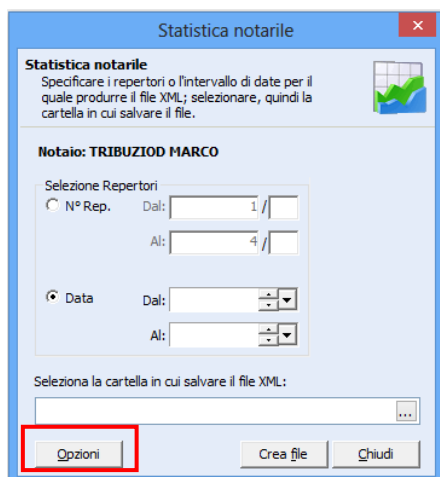 Statistica notarile
Statistica notarile
Specificare i repertori o l'intervallo di date per il
quale produrre il file XML; selezionare, quindi la
cartella in cui salvare il file.
Notaio: TRIBUZIOD MARCO
Selezione Repertori
N° Rep. Dal: 1 /
Al: 4 /
Data Dal:
Al:
Seleziona la cartella in cui salvare il file XML:
...
Opzioni Crea file Chiudi